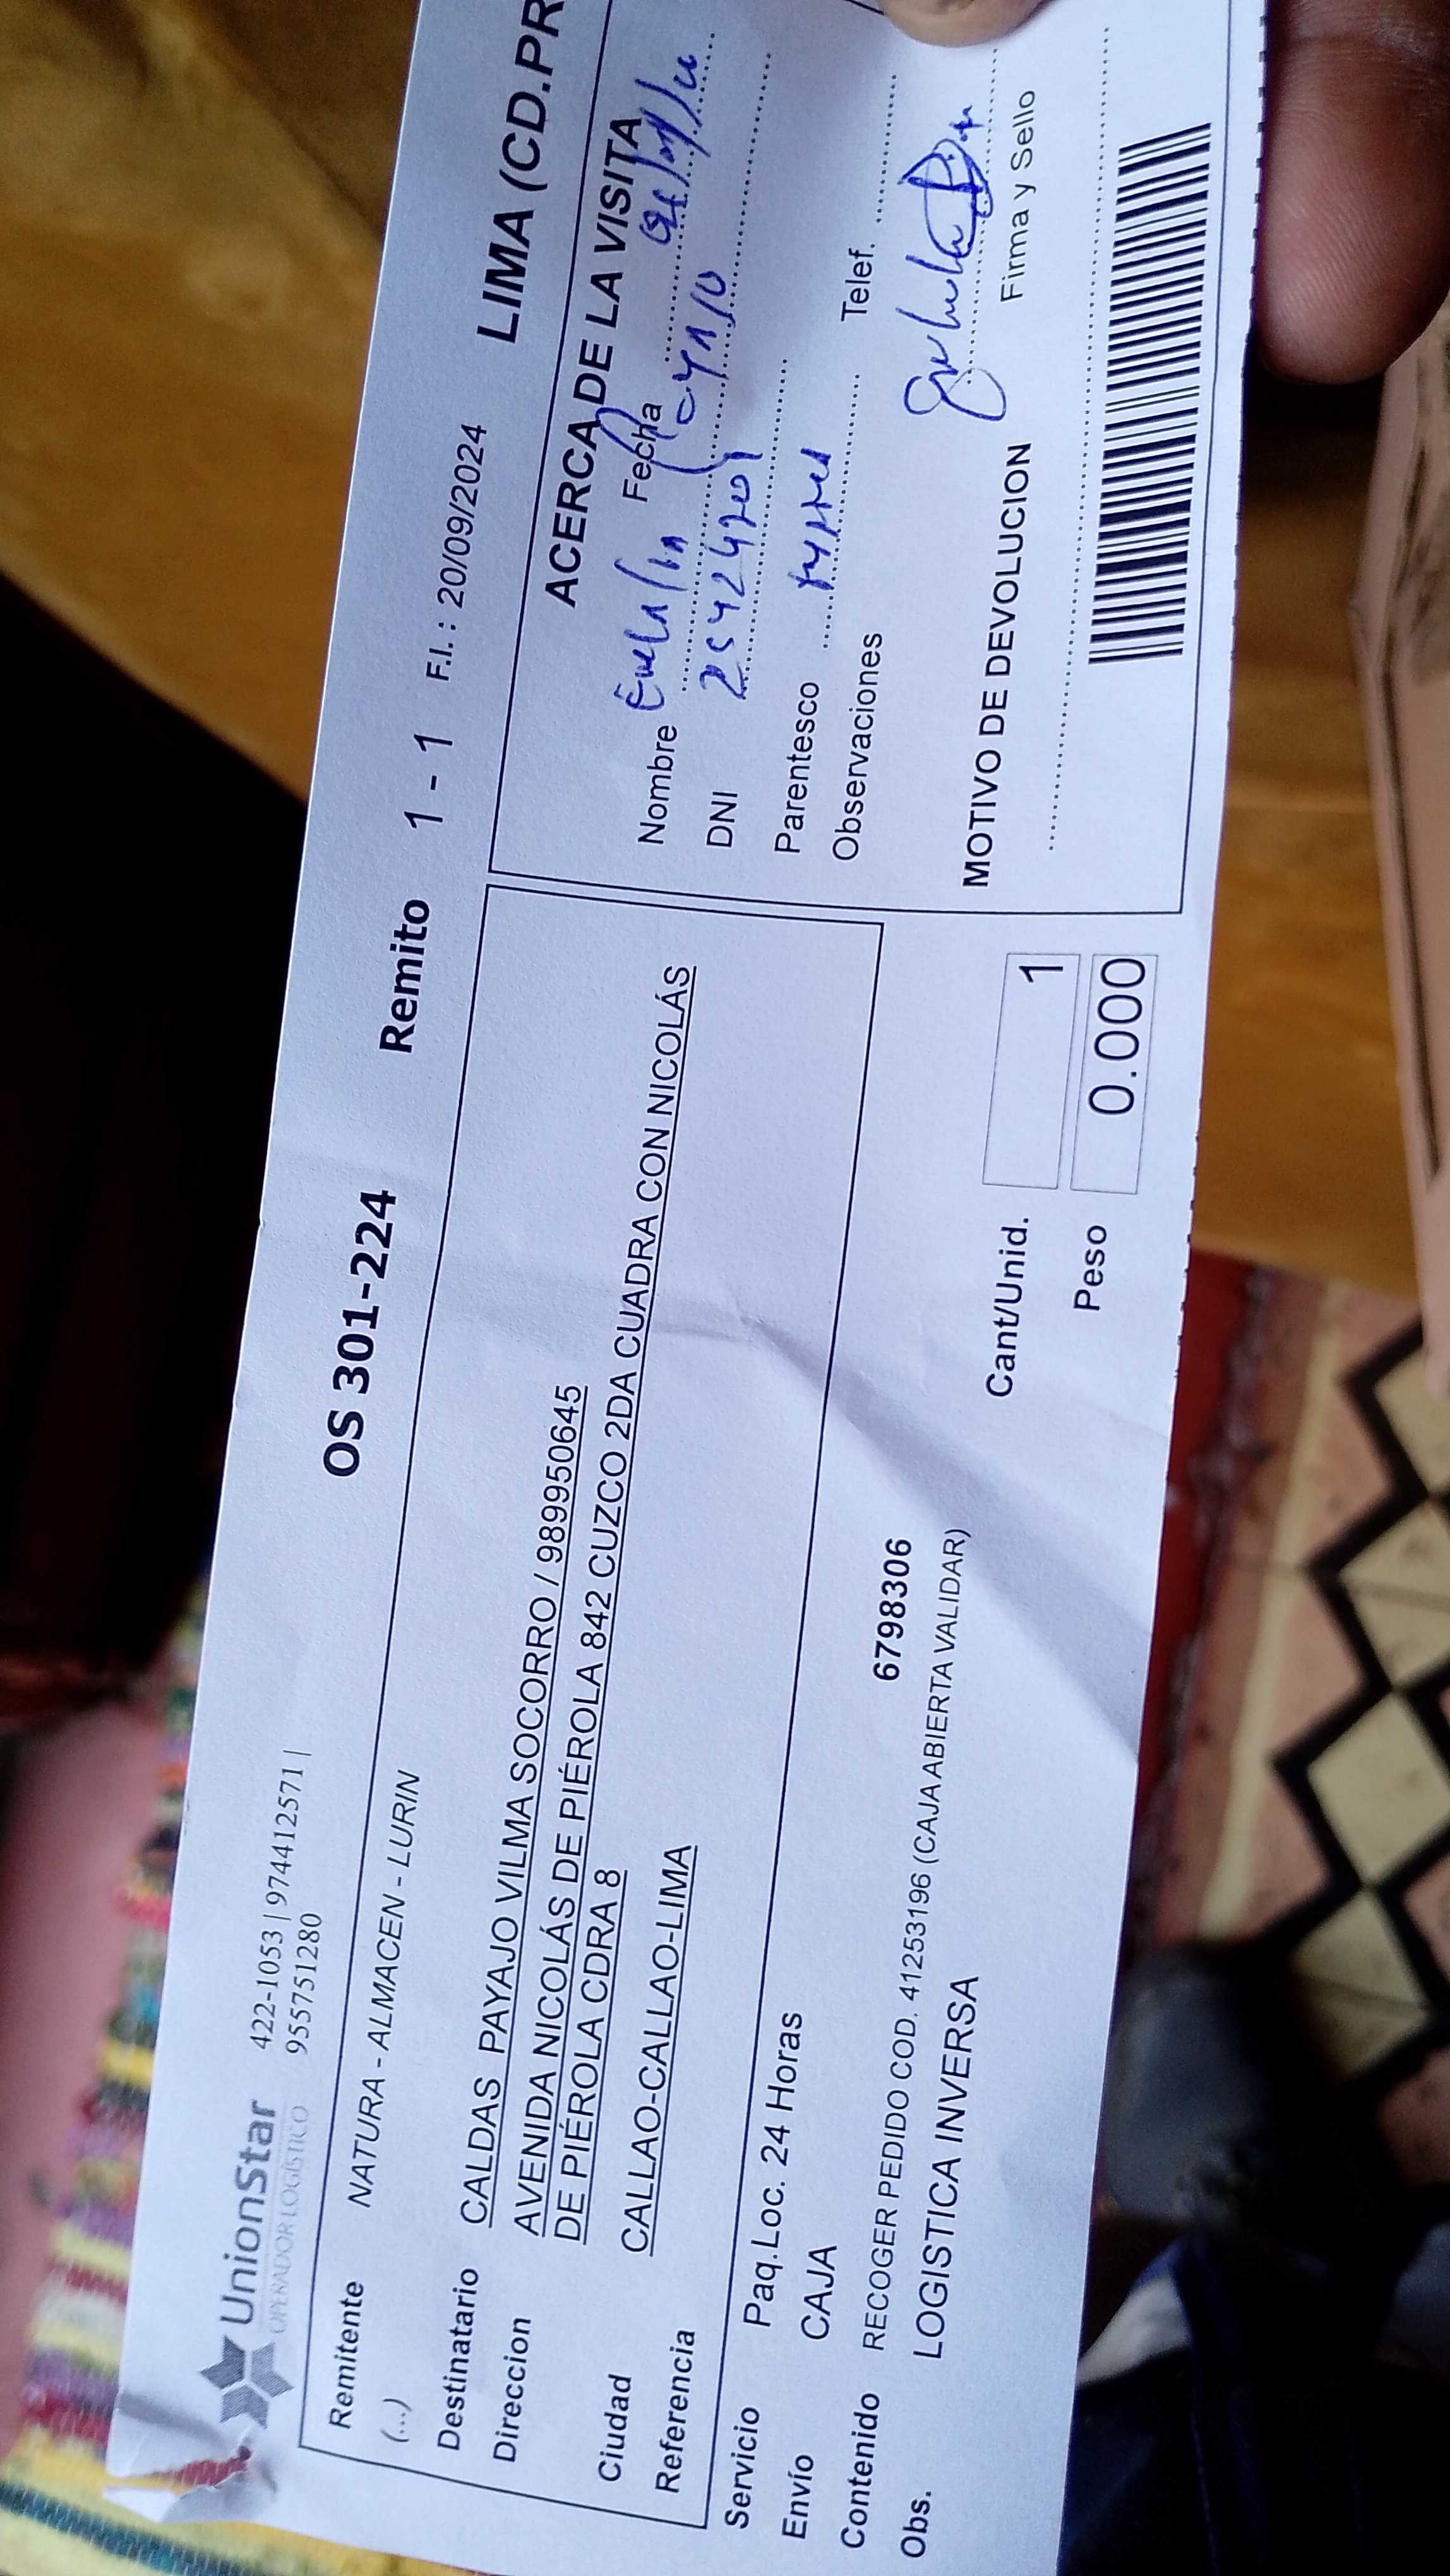 UnionStar 422-1053 | 974412571 |
OPERADOR LOGÍSTICO 955751280
OS 301-224 Remito 1 - 1 F.I.: 20/09/2024 LIMA (CD.PR
Remitente NATURA - ALMACEN - LURIN
(...)
Destinatario CALDAS PAYAJO VILMA SOCORRO / 989950645
Direccion AVENIDA NICOLÁS DE PIÉROLA 842 CUZCO 2DA CUADRA CON NICOLÁS
DE PIÉROLA CDRA 8
Ciudad CALLAO-CALLAO-LIMA
Referencia
Servicio Paq.Loc. 24 Horas
Envío CAJA
6798306
Contenido RECOGER PEDIDO COD. 41253196 (CAJA ABIERTA VALIDAR)
Obs. LOGISTICA INVERSA
Cant/Unid. 1
Peso 0.000
ACERCA DE LA VISITA
Nombre Fecha
DNI
Parentesco
Observaciones Telef.
Firma y Sello
MOTIVO DE DEVOLUCION